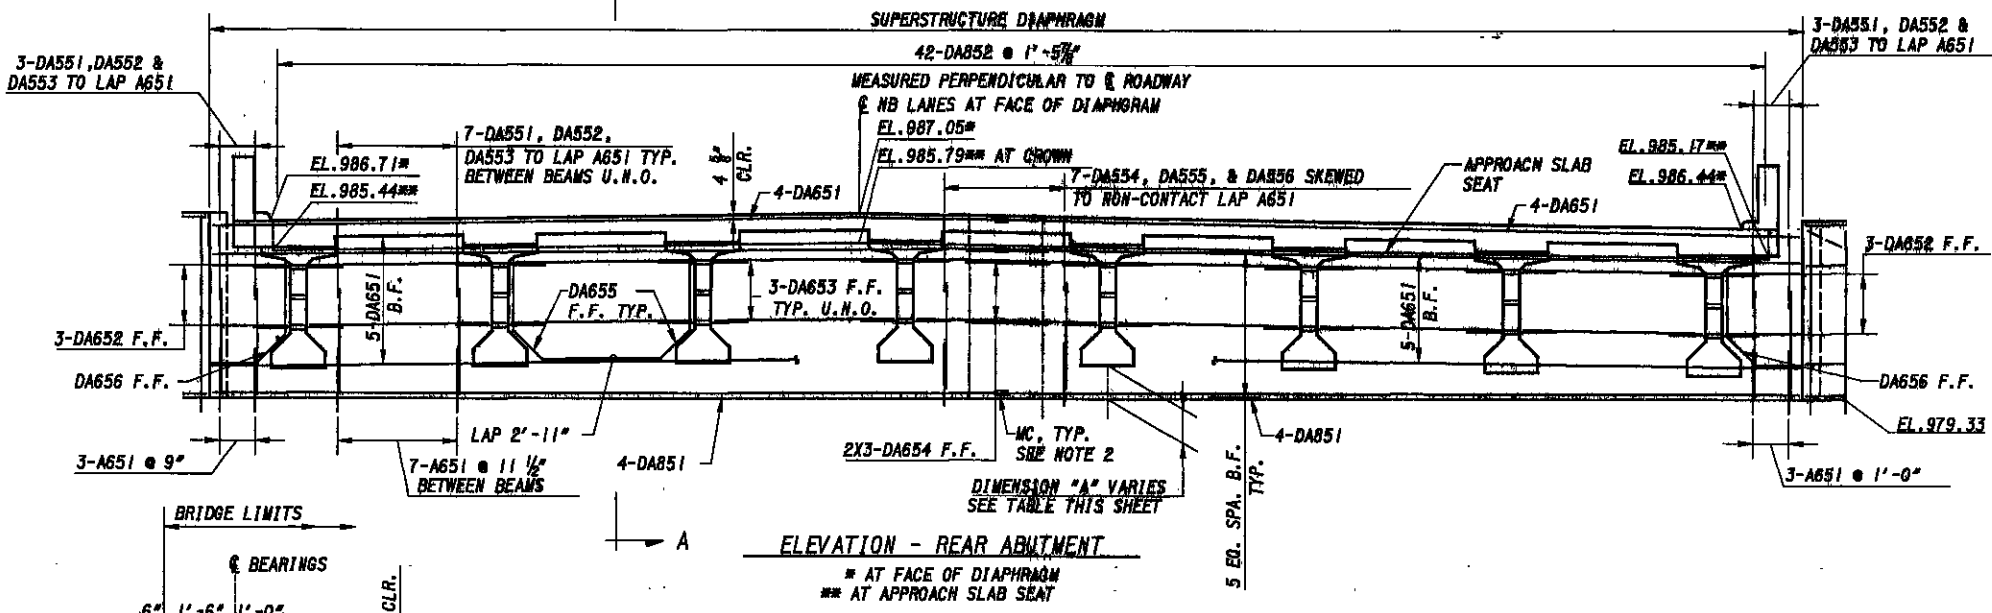 SUPERSTRUCTURE DIAPHRAGM
3-DA551, DA552 &
DA553 TO LAP A651
42-DA852 @ 1'-5⅞"
3-DA551, DA552 &
DA553 TO LAP A651
MEASURED PERPENDICULAR TO ℄ ROADWAY
℄ NB LANES AT FACE OF DIAPHGRAM
7-DA551, DA552,
DA553 TO LAP A651 TYP.
BETWEEN BEAMS U.N.O.
4 ⅝"
CLR.
EL.987.05*
EL.985.79** AT CROWN
EL.986.71*
EL.985.44**
4-DA651
7-DA554, DA555, & DA556 SKEWED
TO NON-CONTACT LAP A651
APPROACH SLAB
SEAT
EL.985.17**
EL.986.44*
4-DA651
3-DA652 F.F.
5-DA651
B.F.
DA655
F.F. TYP.
3-DA653 F.F.
TYP. U.N.O.
5-DA651
B.F.
3-DA652 F.F.
DA656 F.F.
DA656 F.F.
EL.979.33
LAP 2'-11"
3-A651 @ 9"
7-A651 @ 11 ½"
BETWEEN BEAMS
4-DA851
2X3-DA654 F.F.
MC, TYP.
SEE NOTE 2
4-DA851
3-A651 @ 1'-0"
DIMENSION "A" VARIES
SEE TABLE THIS SHEET
5 EQ. SPA. B.F.
TYP.
BRIDGE LIMITS
A
ELEVATION - REAR ABUTMENT
* AT FACE OF DIAPHRAGM
** AT APPROACH SLAB SEAT
℄ BEARINGS
CLR.
6" 1'-6" 1'-0"